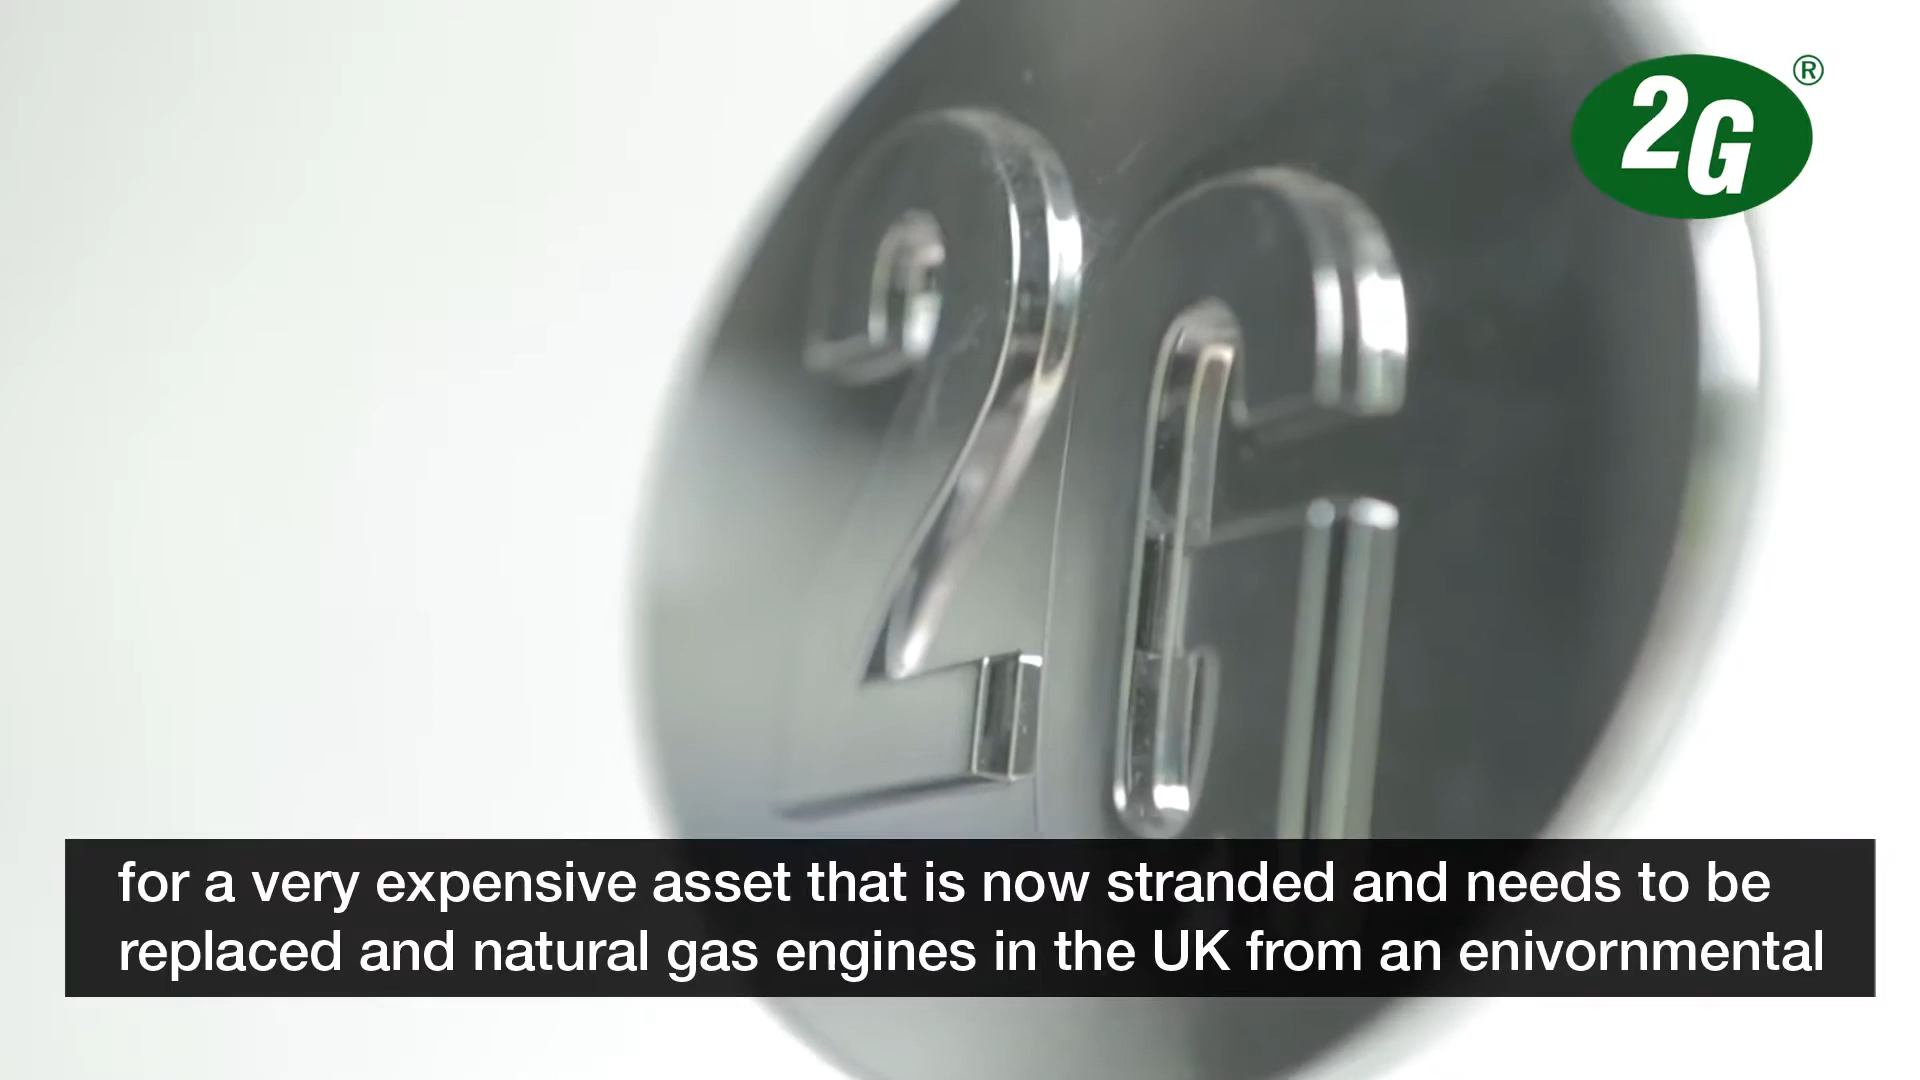 2G®
2G
for a very expensive asset that is now stranded and needs to be
replaced and natural gas engines in the UK from an enivornmental